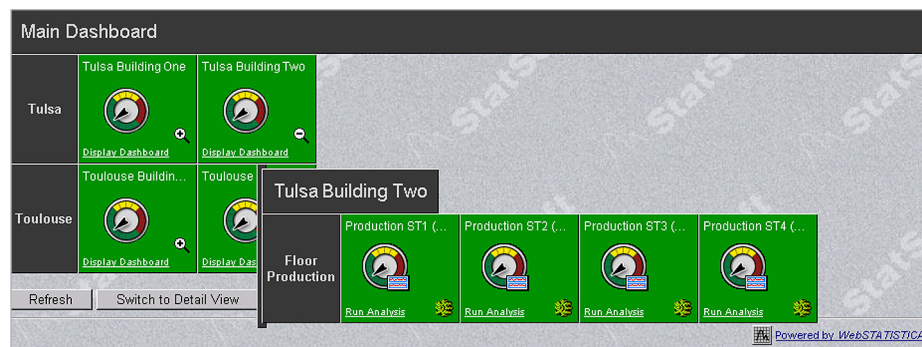 Main Dashboard
Tulsa
Tulsa Building One
Display Dashboard
Tulsa Building Two
Display Dashboard
Toulouse
Toulouse Buildin...
Display Dashboard
Toulouse
Display Das
Tulsa Building Two
Floor
Production
Production ST1 (...
Run Analysis
Production ST2 (...
Run Analysis
Production ST3 (...
Run Analysis
Production ST4 (...
Run Analysis
Refresh
Switch to Detail View
Powered by WebSTATISTICA